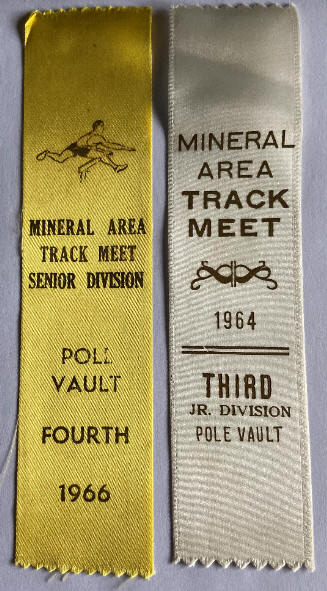 MINERAL AREA
TRACK MEET
SENIOR DIVISION
POLL
VAULT
FOURTH
1966
MINERAL
AREA
TRACK
MEET
1964
THIRD
JR. DIVISION
POLE VAULT